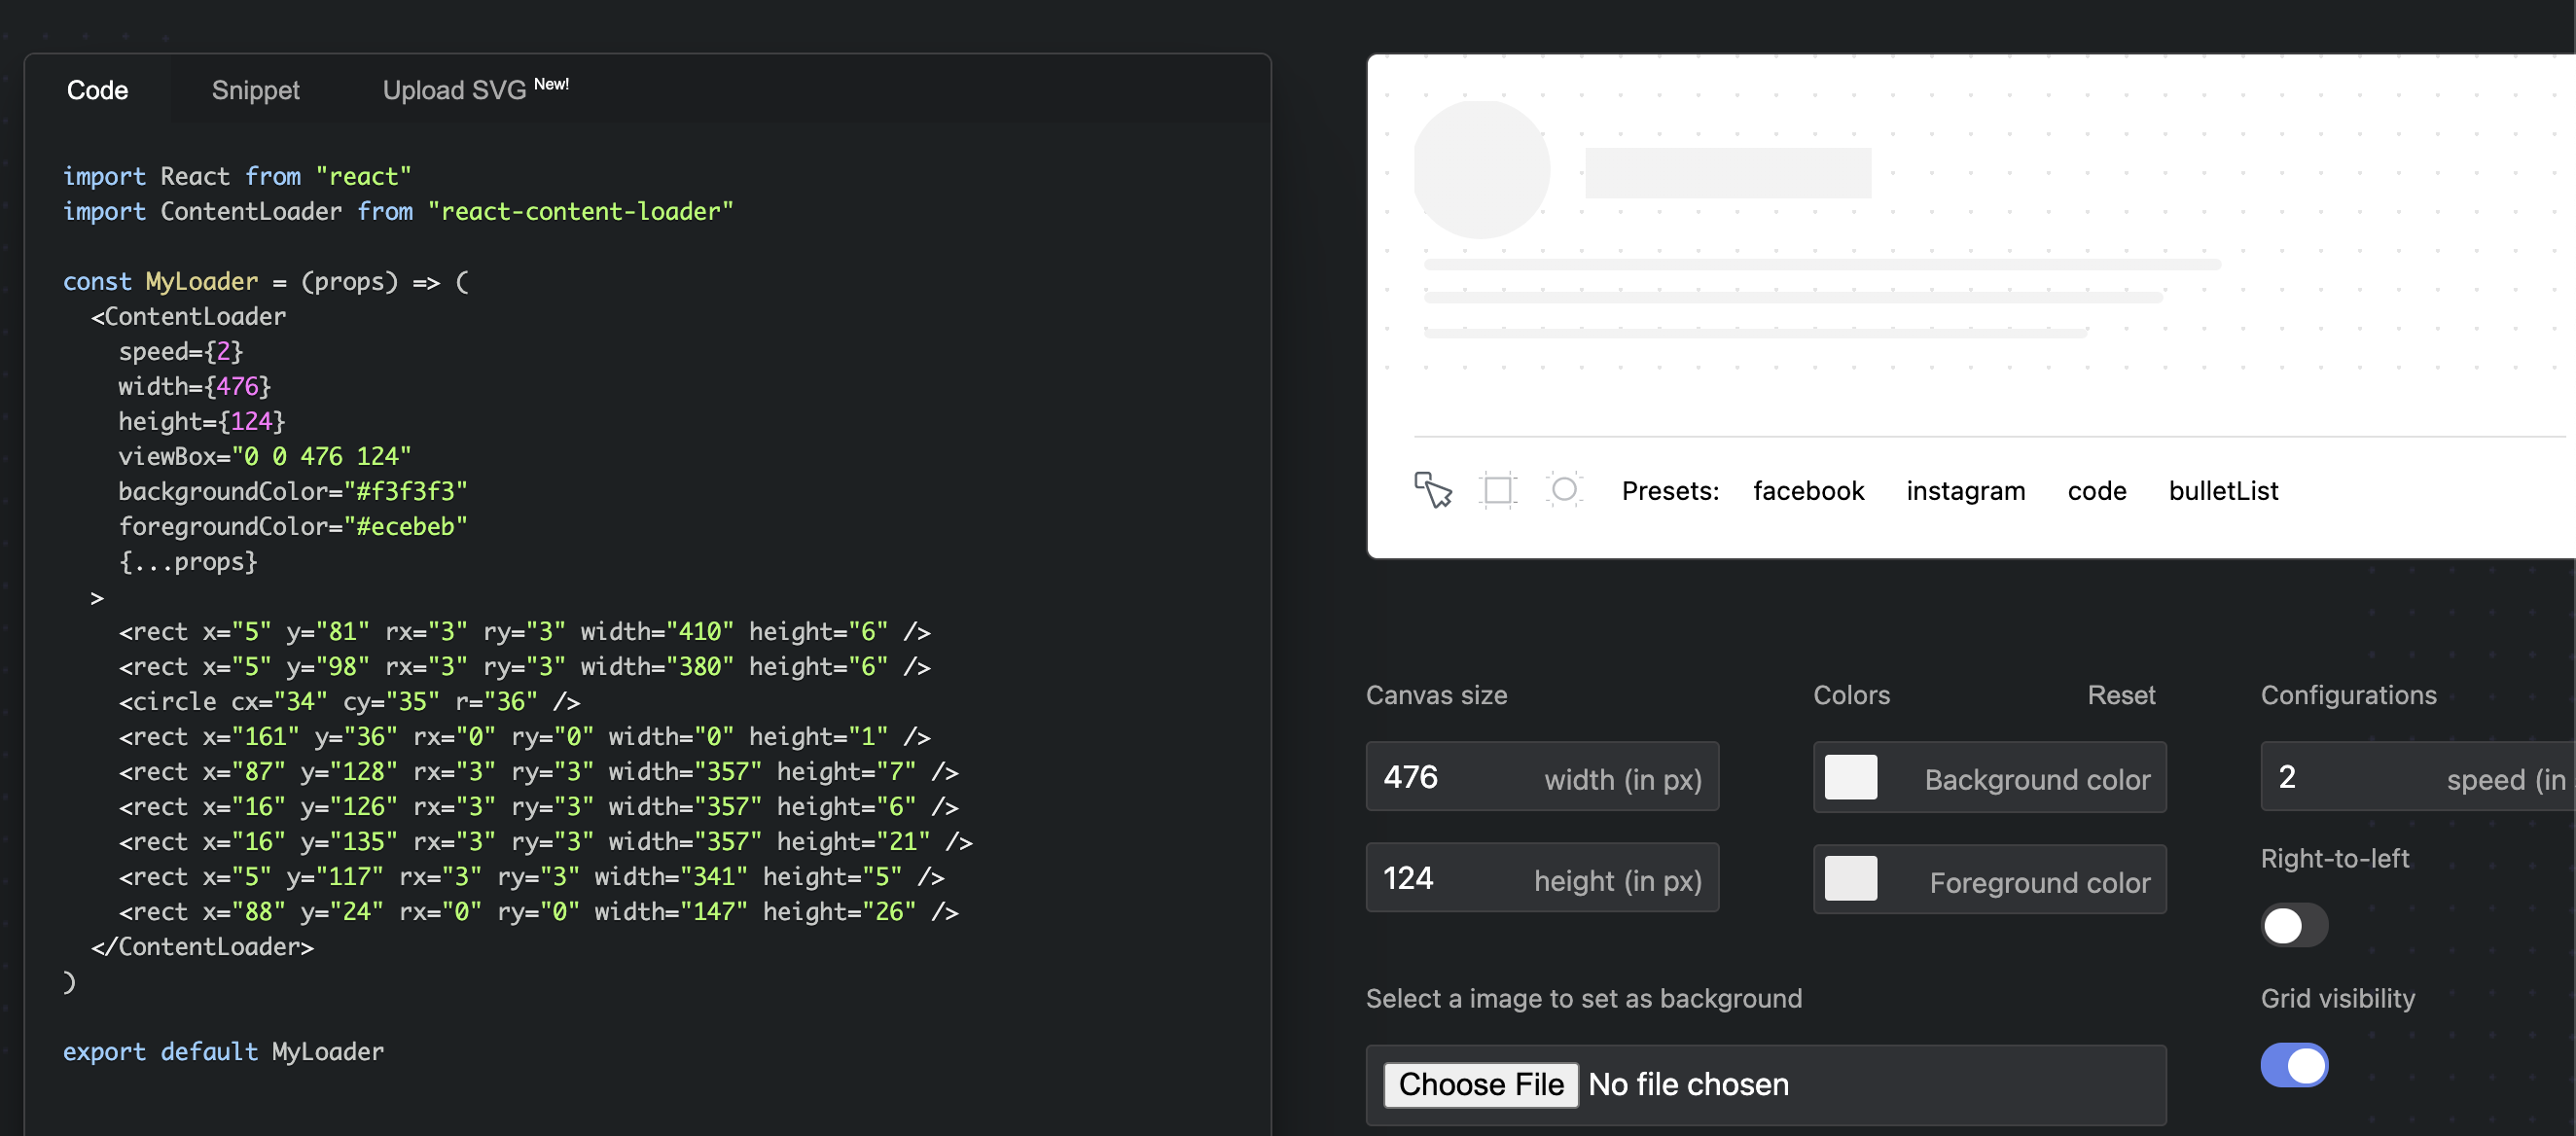 Code Snippet Upload SVG New!
import React from "react"
import ContentLoader from "react-content-loader"
const MyLoader = (props) => (
<ContentLoader
speed={2}
width={476}
height={124}
viewBox="0 0 476 124"
backgroundColor="#f3f3f3"
foregroundColor="#ecebeb"
{...props}
>
<rect x="5" y="81" rx="3" ry="3" width="410" height="6" />
<rect x="5" y="98" rx="3" ry="3" width="380" height="6" />
<circle cx="34" cy="35" r="36" />
<rect x="161" y="36" rx="0" ry="0" width="0" height="1" />
<rect x="87" y="128" rx="3" ry="3" width="357" height="7" />
<rect x="16" y="126" rx="3" ry="3" width="357" height="6" />
<rect x="16" y="135" rx="3" ry="3" width="357" height="21" />
<rect x="5" y="117" rx="3" ry="3" width="341" height="5" />
<rect x="88" y="24" rx="0" ry="0" width="147" height="26" />
</ContentLoader>
)
export default MyLoader
Presets: facebook instagram code bulletList
Canvas size
476 width (in px)
124 height (in px)
Colors Reset
Background color
Foreground color
Configurations
2 speed (in
Right-to-left
Grid visibility
Select a image to set as background
Choose File No file chosen